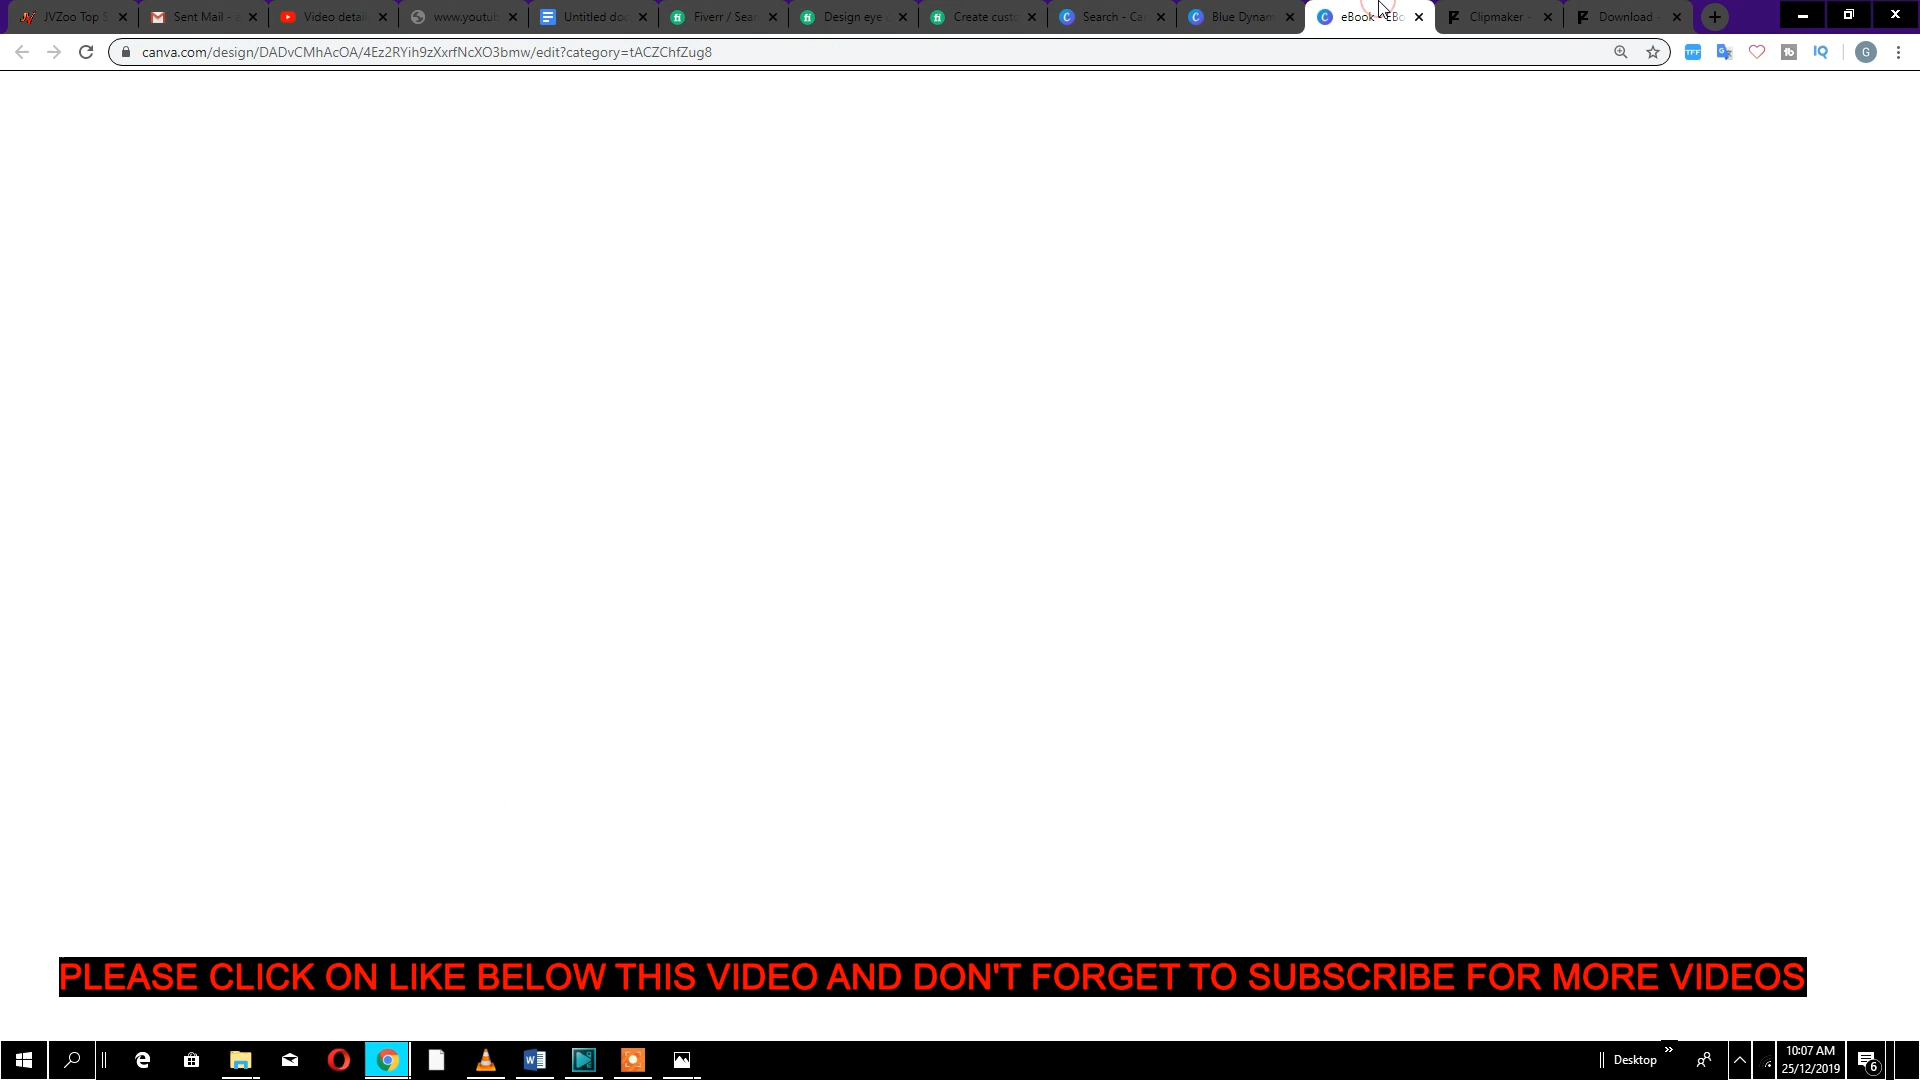 JVZoo Top S
Sent Mail -
Video detail
www.youtub
Untitled doc
Fiverr / Sear
Design eye
Create custo
Search - Ca
Blue Dynam
eBook
Clipmaker -
Download -
canva.com/design/DADvCMhAcOA/4Ez2RYih9zXxrfNcXO3bmw/edit?category=tACZChfZug8
TFF
IQ
G
PLEASE CLICK ON LIKE BELOW THIS VIDEO AND DON'T FORGET TO SUBSCRIBE FOR MORE VIDEOS
Desktop
10:07 AM
25/12/2019
6